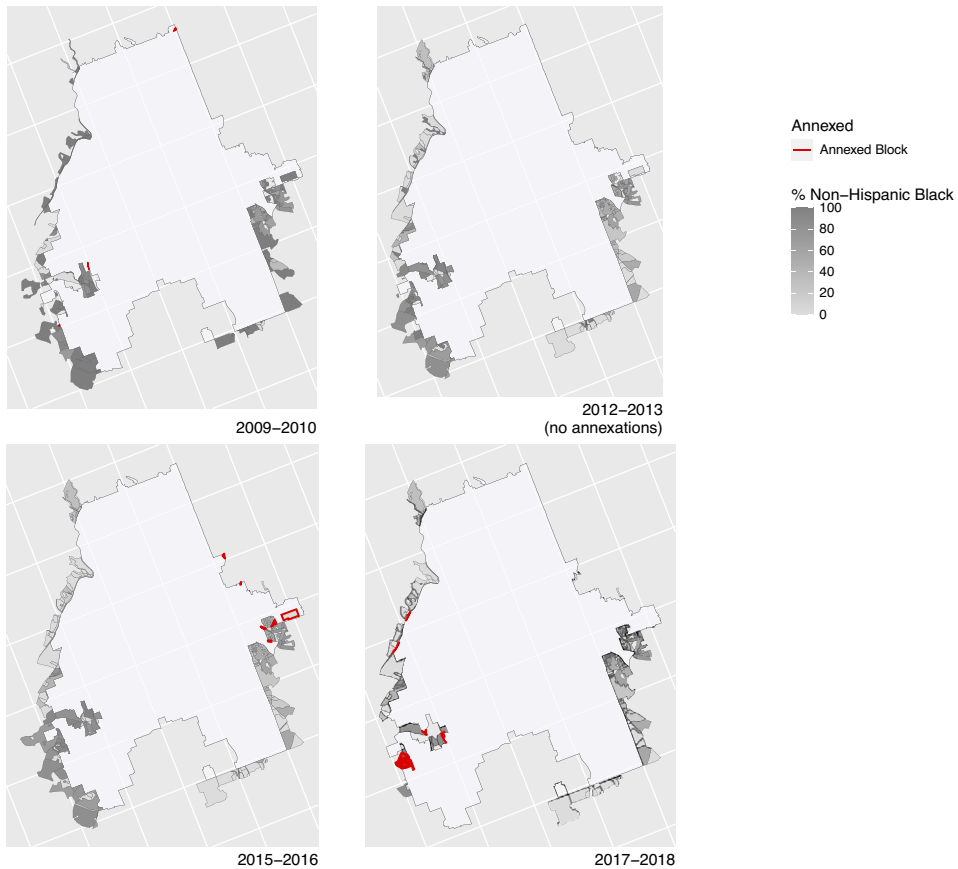 Annexed
Annexed Block
% Non−Hispanic Black
100
80
60
40
20
0
2009−2010
2012−2013
(no annexations)
2015−2016
2017−2018